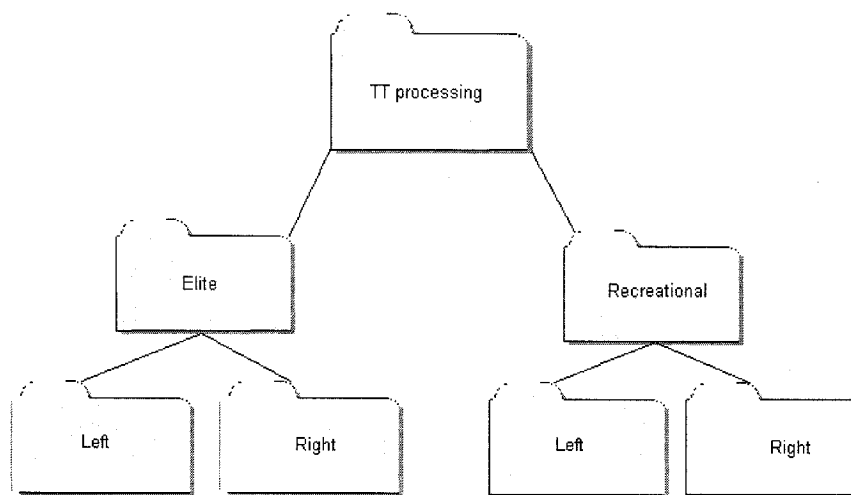 TT processing
Elite
Recreational
Left
Right
Left
Right